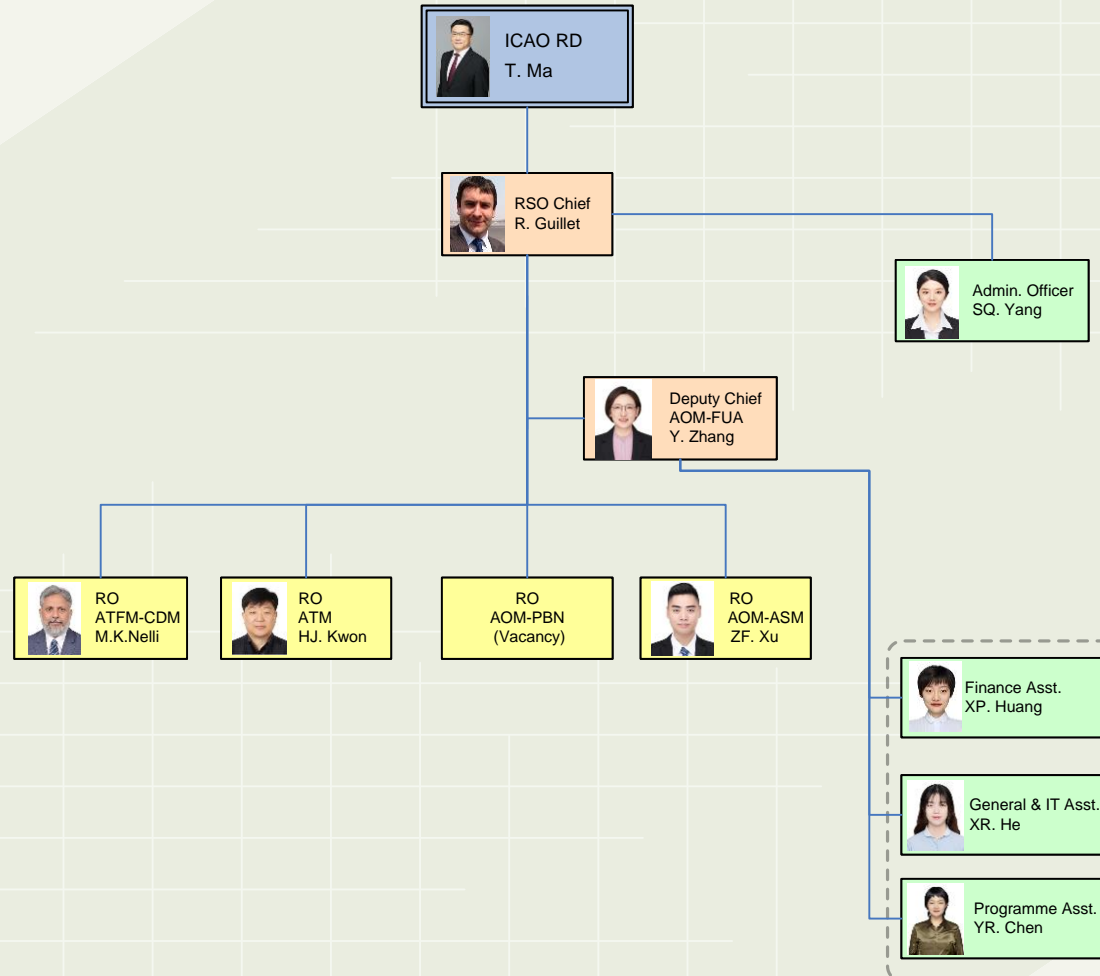 ICAO RD
T. Ma
RSO Chief
R. Guillet
Admin. Officer
SQ. Yang
Deputy Chief
AOM-FUA
Y. Zhang
RO
ATFM-CDM
M.K.Nelli
RO
ATM
HJ. Kwon
RO
AOM-PBN
(Vacancy)
RO
AOM-ASM
ZF. Xu
Finance Asst.
XP. Huang
General & IT Asst.
XR. He
Programme Asst.
YR. Chen